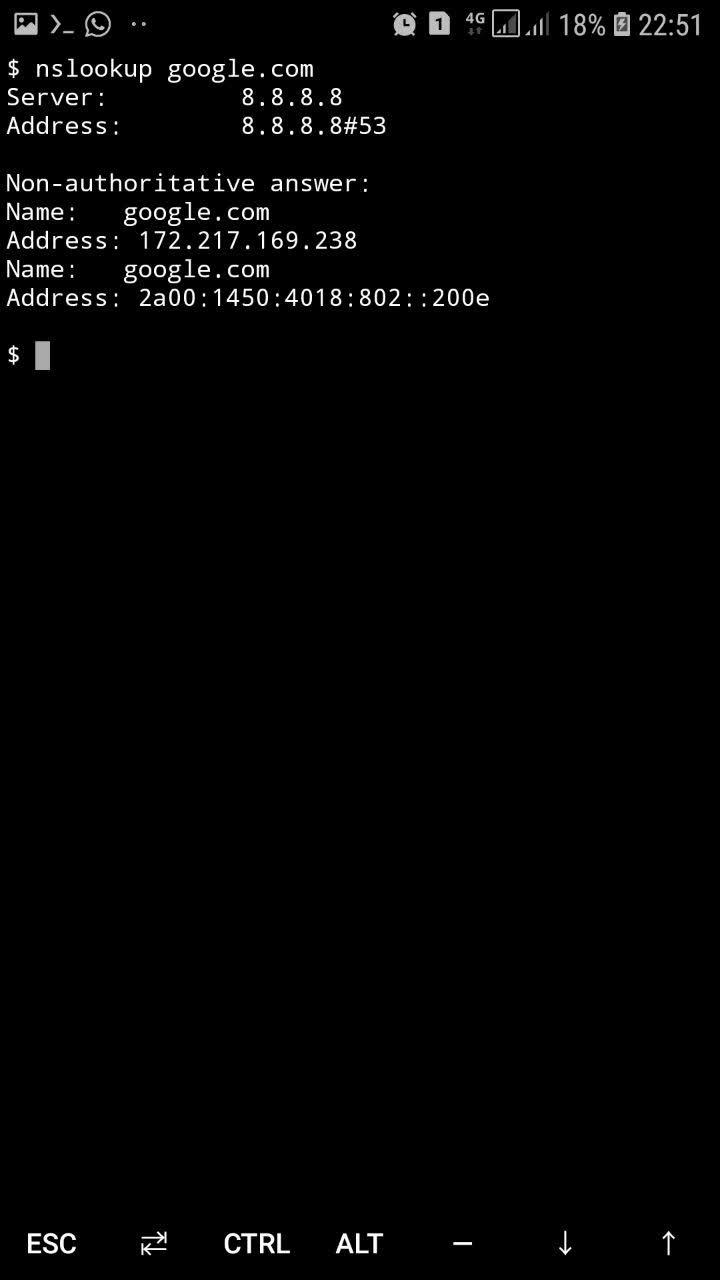 >_ 1 4G 18% 22:51
$ nslookup google.com
Server: 8.8.8.8
Address: 8.8.8.8#53
Non-authoritative answer:
Name: google.com
Address: 172.217.169.238
Name: google.com
Address: 2a00:1450:4018:802::200e
$
ESC CTRL ALT – ↓ ↑